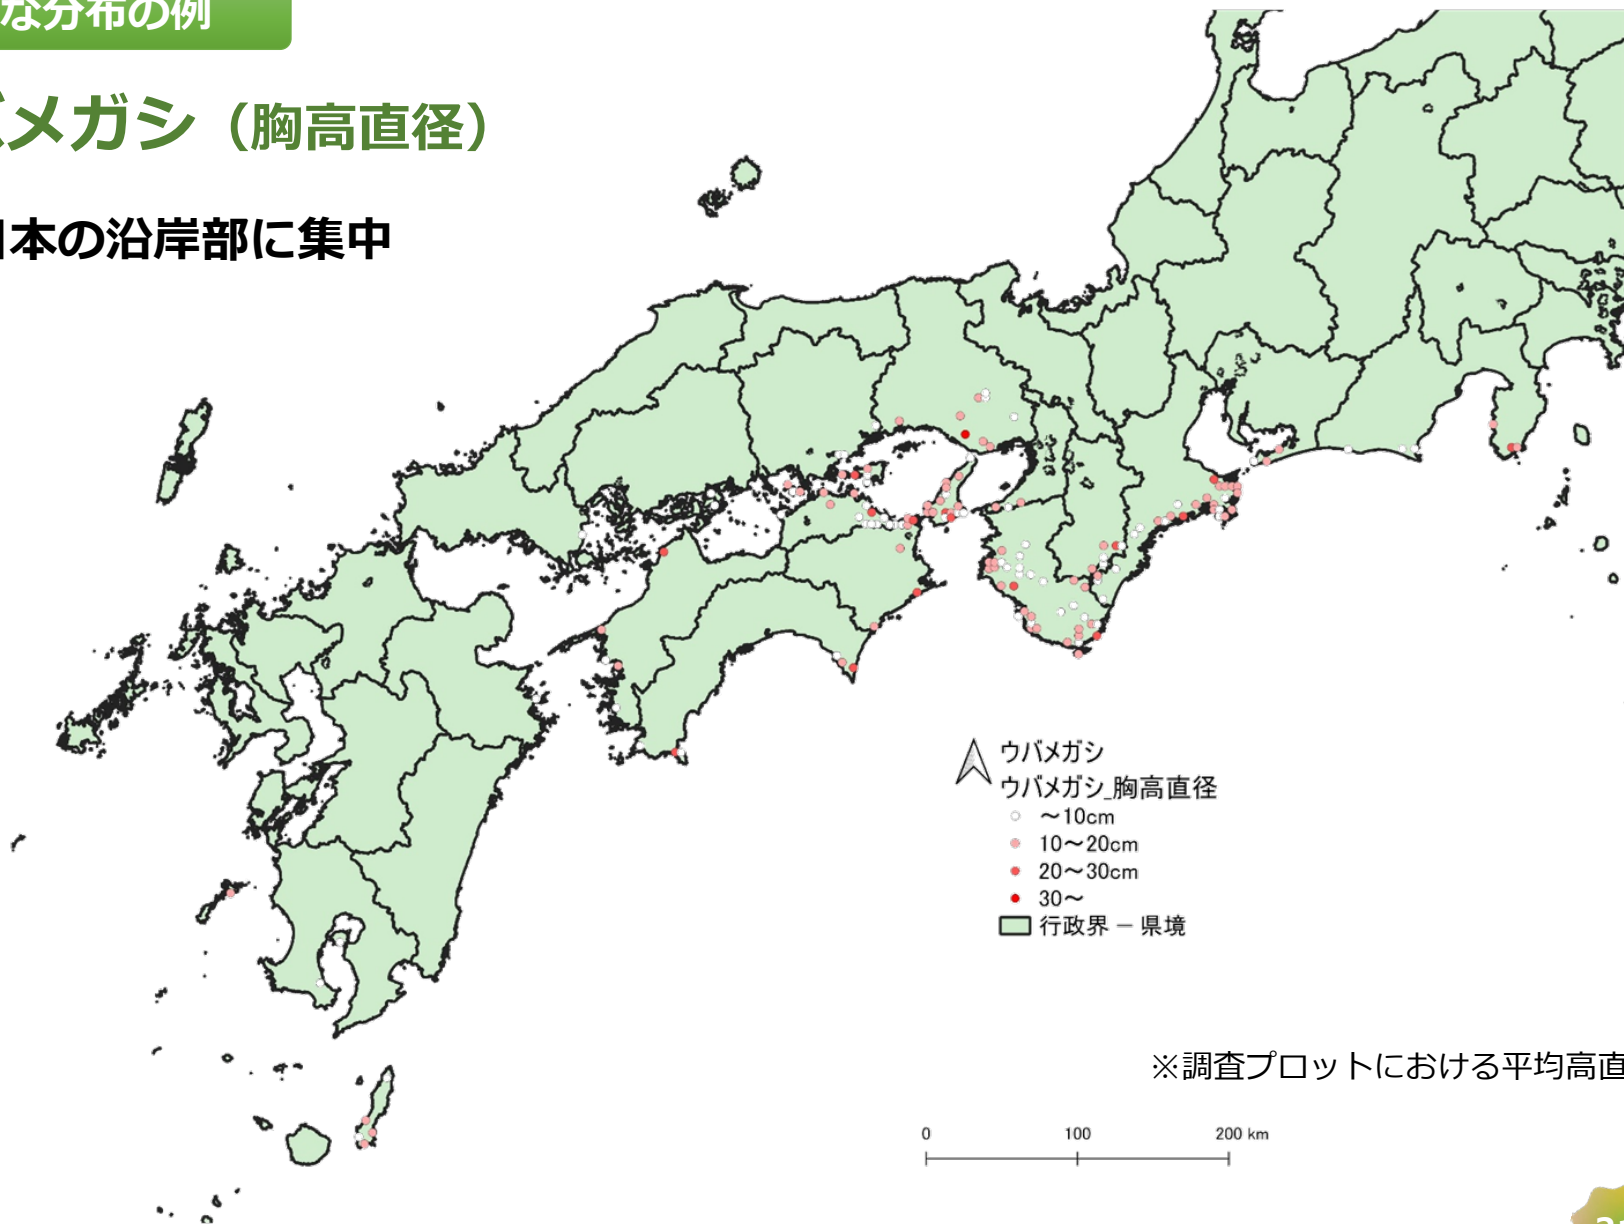 な分布の例
バメガシ（胸高直径）
日本の沿岸部に集中
ウバメガシ
ウバメガシ_胸高直径
～10cm
10～20cm
20～30cm
30～
行政界 － 県境
※調査プロットにおける平均高直
0 100 200 km